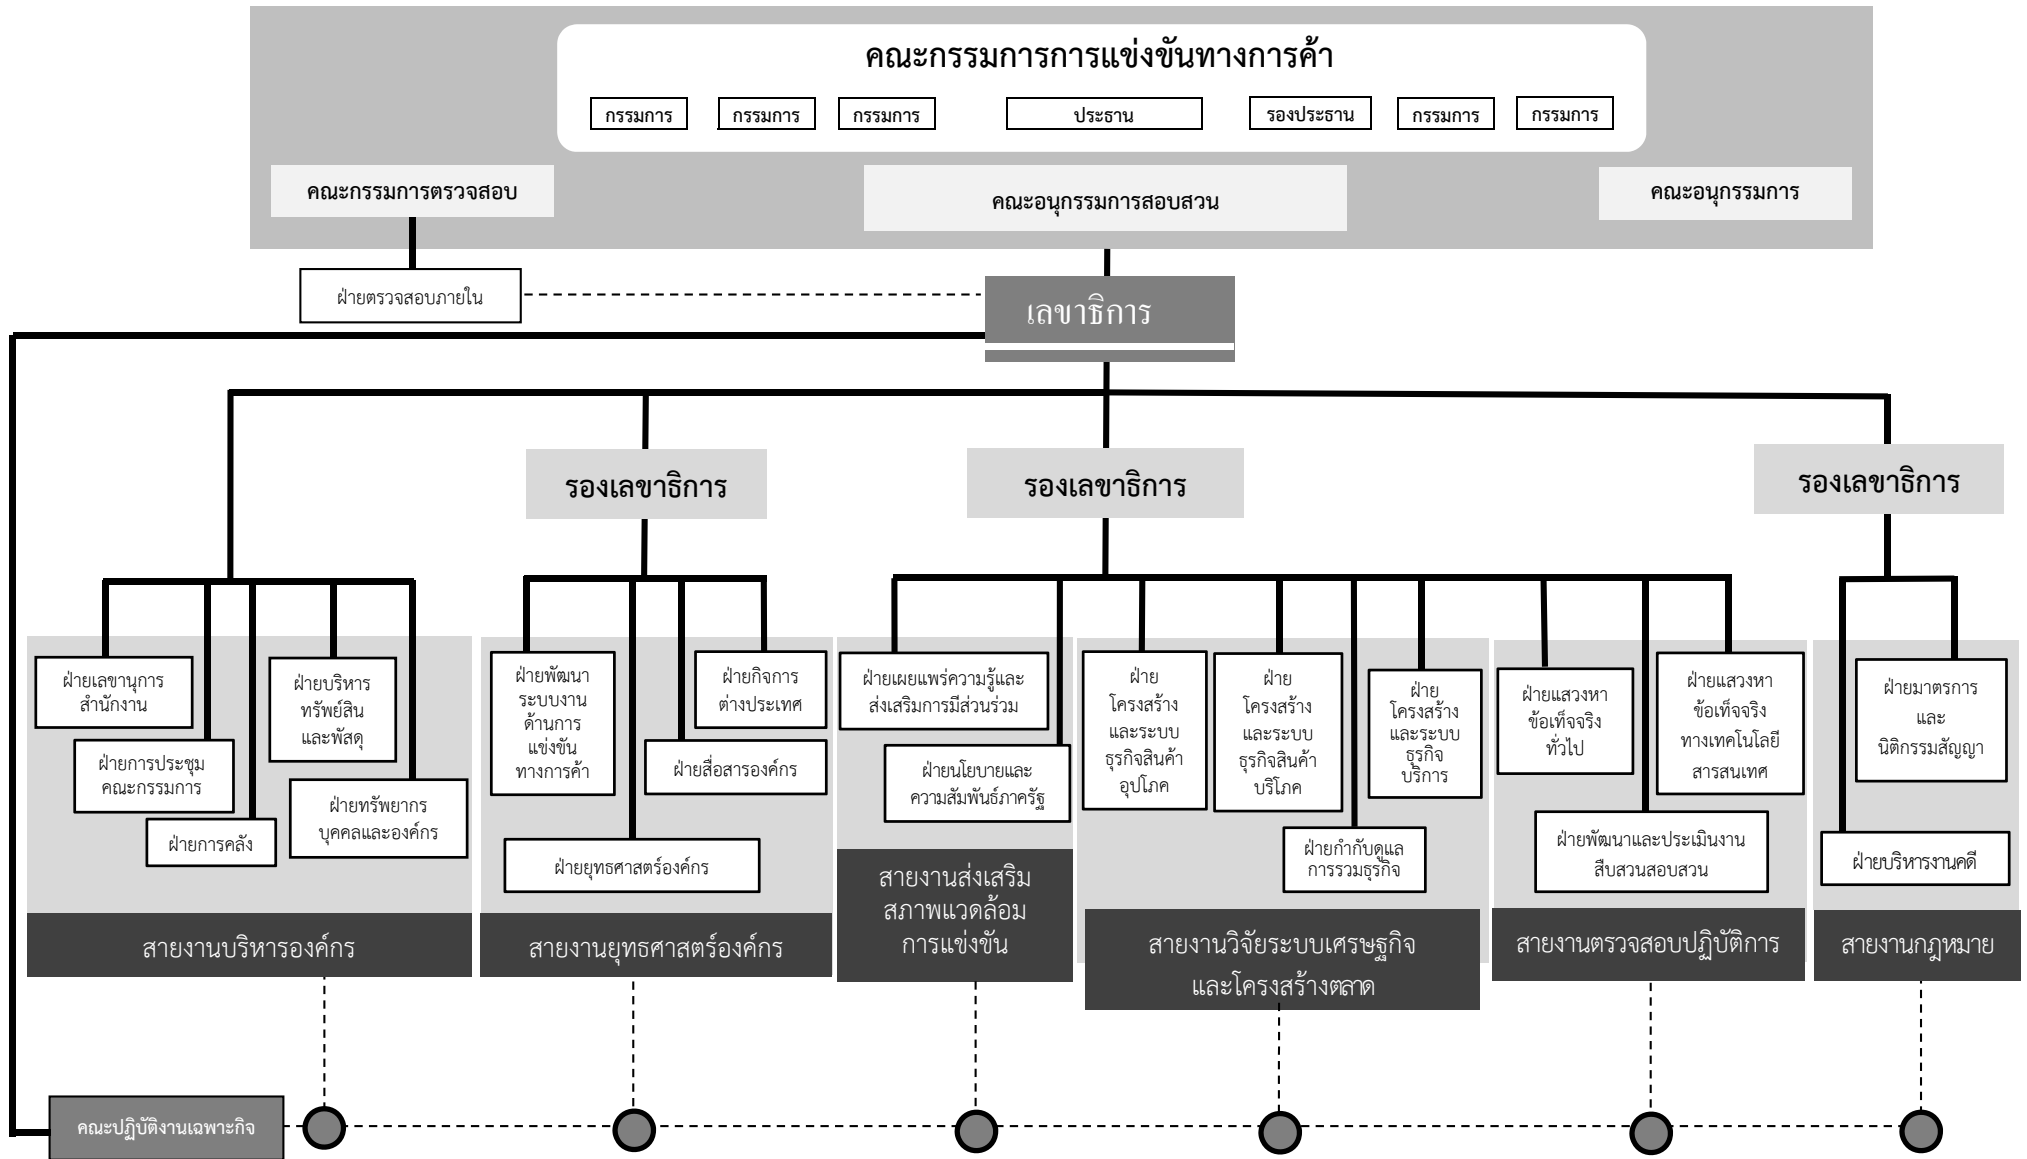 คณะกรรมการการแข่งขันทางการค้า
กรรมการ
กรรมการ
กรรมการ
ประธาน
รองประธาน
กรรมการ
กรรมการ
คณะกรรมการตรวจสอบ
คณะอนุกรรมการสอบสวน
คณะอนุกรรมการ
ฝ่ายตรวจสอบภายใน
เลขาธิการ
รองเลขาธิการ
รองเลขาธิการ
รองเลขาธิการ
ฝ่ายเลขานุการ
สำนักงาน
ฝ่ายการประชุม
คณะกรรมการ
ฝ่ายการคลัง
ฝ่ายบริหาร
ทรัพย์สิน
และพัสดุ
ฝ่ายทรัพยากร
บุคคลและองค์กร
สายงานบริหารองค์กร
ฝ่ายพัฒนา
ระบบงาน
ด้านการ
แข่งขัน
ทางการค้า
ฝ่ายกิจการ
ต่างประเทศ
ฝ่ายสื่อสารองค์กร
ฝ่ายยุทธศาสตร์องค์กร
สายงานยุทธศาสตร์องค์กร
ฝ่ายเผยแพร่ความรู้และ
ส่งเสริมการมีส่วนร่วม
ฝ่ายนโยบายและ
ความสัมพันธ์ภาครัฐ
สายงานส่งเสริม
สภาพแวดล้อม
การแข่งขัน
ฝ่าย
โครงสร้าง
และระบบ
ธุรกิจสินค้า
อุปโภค
ฝ่าย
โครงสร้าง
และระบบ
ธุรกิจสินค้า
บริโภค
ฝ่าย
โครงสร้าง
และระบบ
ธุรกิจ
บริการ
ฝ่ายกำกับดูแล
การรวมธุรกิจ
สายงานวิจัยระบบเศรษฐกิจ
และโครงสร้างตลาด
ฝ่ายแสวงหา
ข้อเท็จจริง
ทั่วไป
ฝ่ายแสวงหา
ข้อเท็จจริง
ทางเทคโนโลยี
สารสนเทศ
ฝ่ายพัฒนาและประเมินงาน
สืบสวนสอบสวน
สายงานตรวจสอบปฏิบัติการ
ฝ่ายมาตรการ
และ
นิติกรรมสัญญา
ฝ่ายบริหารงานคดี
สายงานกฎหมาย
คณะปฏิบัติงานเฉพาะกิจ